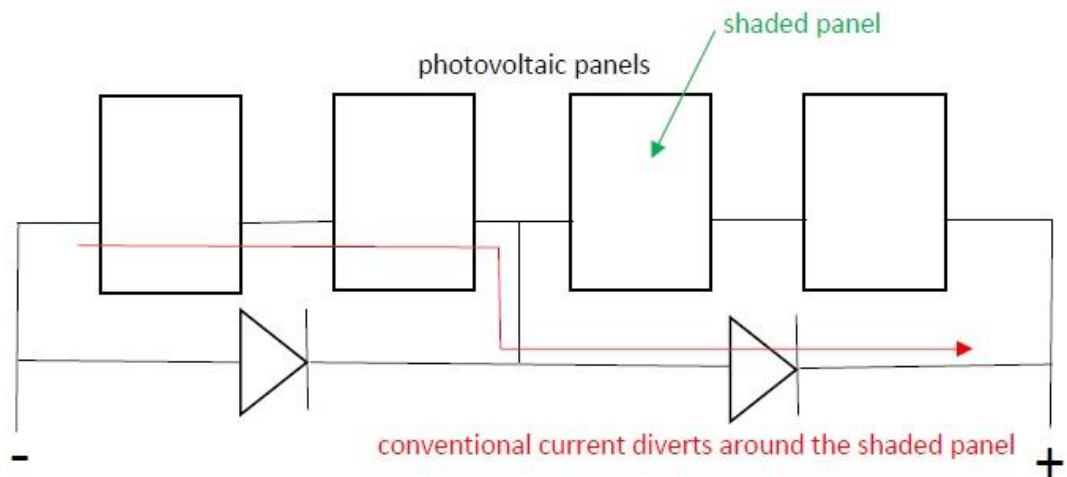 shaded panel
photovoltaic panels
conventional current diverts around the shaded panel
-
+